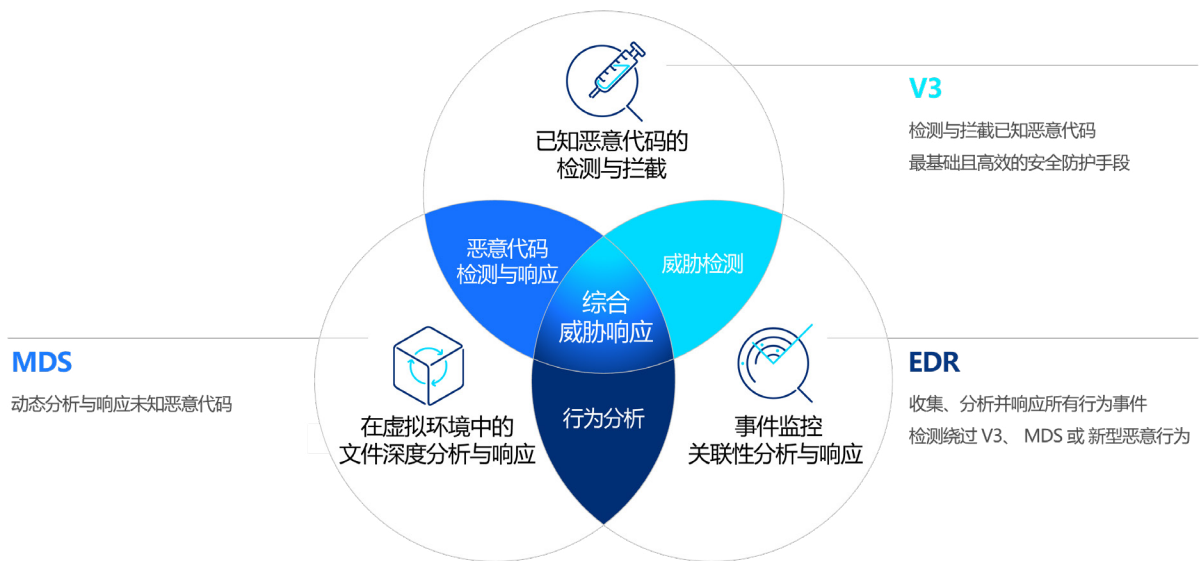 已知恶意代码的
检测与拦截
V3
检测与拦截已知恶意代码
最基础且高效的安全防护手段
恶意代码
检测与响应
威胁检测
综合
威胁响应
MDS
动态分析与响应未知恶意代码
在虚拟环境中的
文件深度分析与响应
行为分析
事件监控
关联性分析与响应
EDR
收集、分析并响应所有行为事件
检测绕过 V3、 MDS 或 新型恶意行为